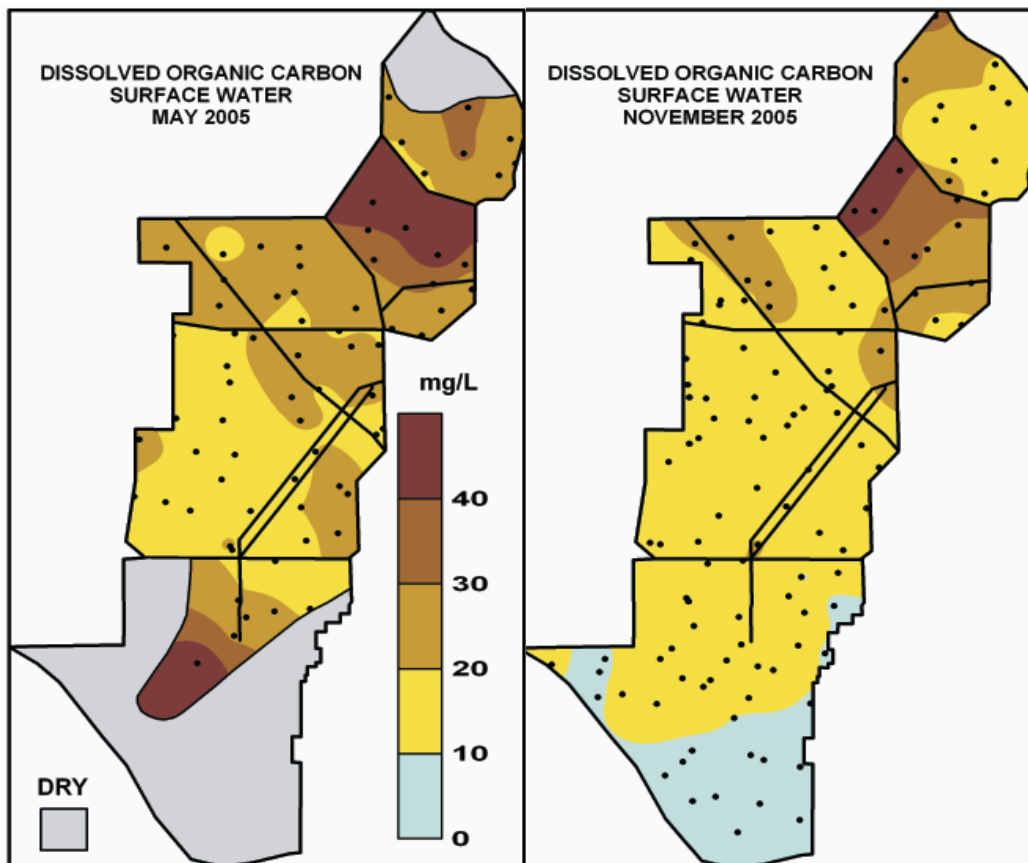 DISSOLVED ORGANIC CARBON
SURFACE WATER
MAY 2005
DISSOLVED ORGANIC CARBON
SURFACE WATER
NOVEMBER 2005
mg/L
40
30
20
10
0
DRY